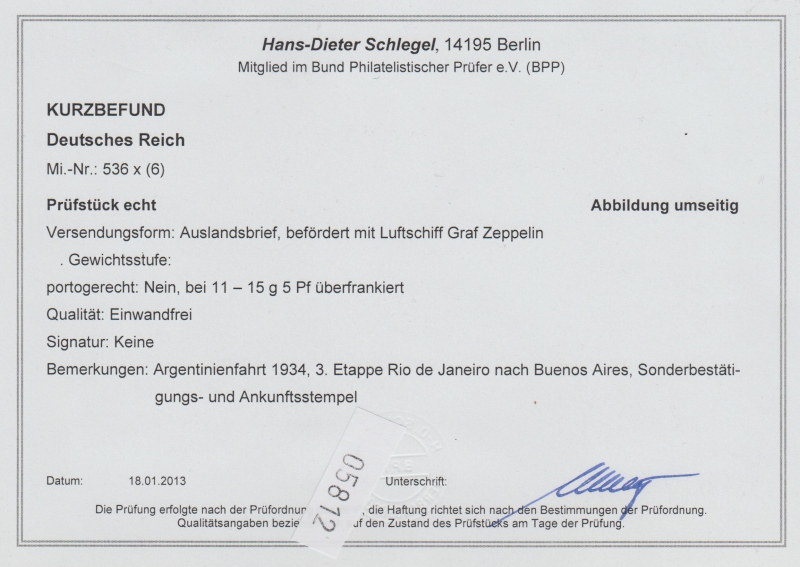 Hans-Dieter Schlegel, 14195 Berlin
Mitglied im Bund Philatelistischer Prüfer e.V. (BPP)
KURZBEFUND
Deutsches Reich
Mi.-Nr.: 536 x (6)
Prüfstück echt Abbildung umseitig
Versendungsform: Auslandsbrief, befördert mit Luftschiff Graf Zeppelin
. Gewichtsstufe:
portogerecht: Nein, bei 11 – 15 g 5 Pf überfrankiert
Qualität: Einwandfrei
Signatur: Keine
Bemerkungen: Argentinienfahrt 1934, 3. Etappe Rio de Janeiro nach Buenos Aires, Sonderbestäti-
gungs- und Ankunftsstempel
05812
Datum: 18.01.2013 Unterschrift:
Die Prüfung erfolgte nach der Prüfordnun , die Haftung richtet sich nach den Bestimmungen der Prüfordnung.
Qualitätsangaben bezie uf den Zustand des Prüfstücks am Tage der Prüfung.